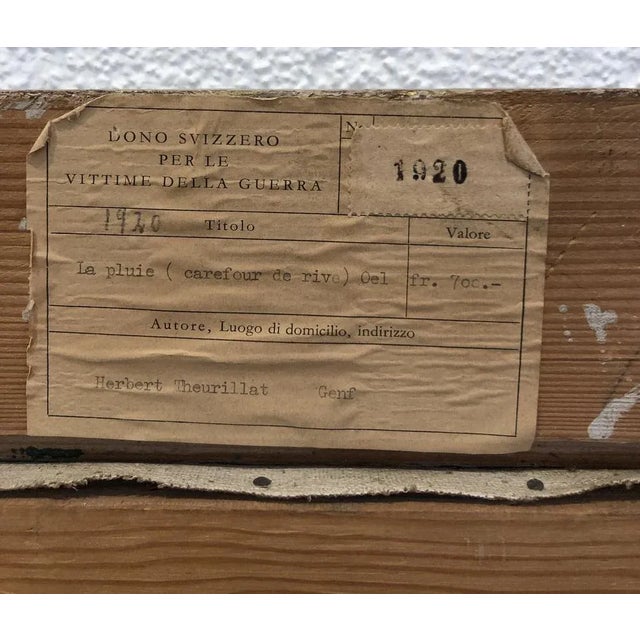 DONO SVIZZERO
PER LE
VITTIME DELLA GUERRA
No
1920
1920
Titolo
Valore
La pluie ( carefour de rive) Oel
fr. 700.-
Autore, Luogo di domicilio, indirizzo
Herbert Theurillat Genf